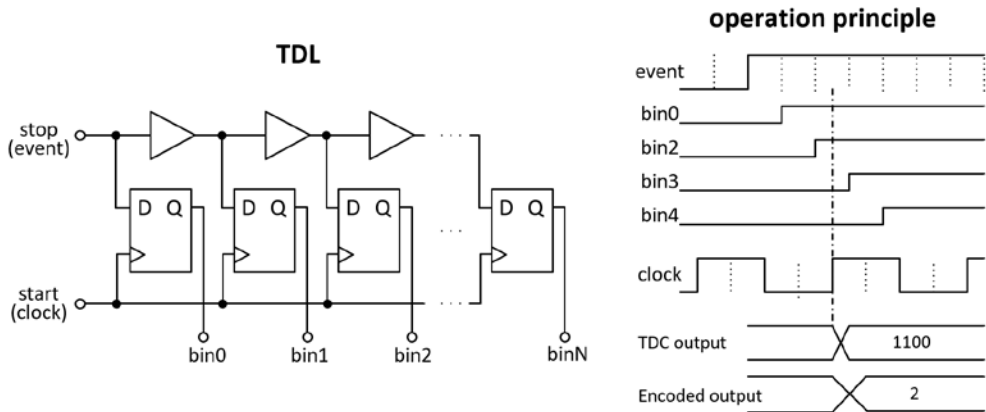 TDL
stop
(event)
D Q
D Q
D Q
D Q
start
(clock)
bin0
bin1
bin2
binN
operation principle
event
bin0
bin2
bin3
bin4
clock
TDC output
1100
Encoded output
2